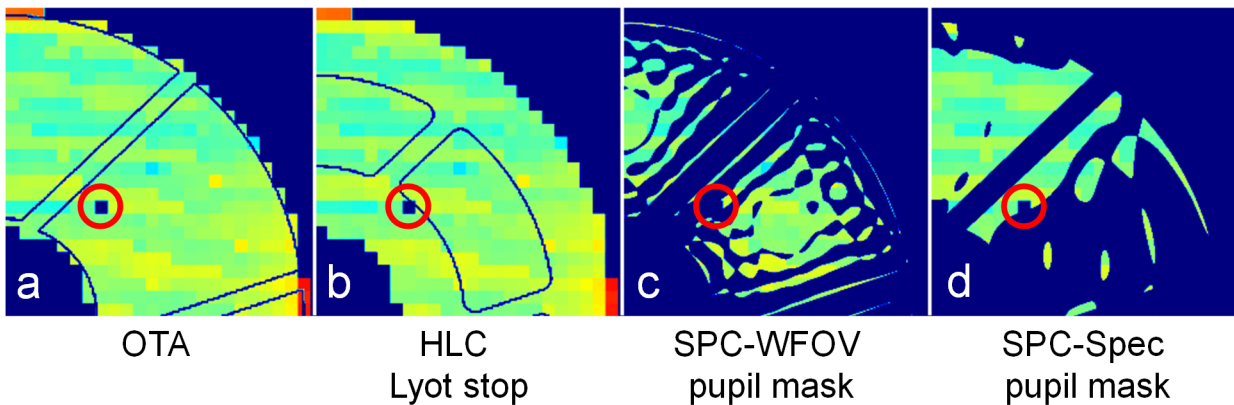 a b c d
OTA HLC SPC-WFOV SPC-Spec
Lyot stop pupil mask pupil mask